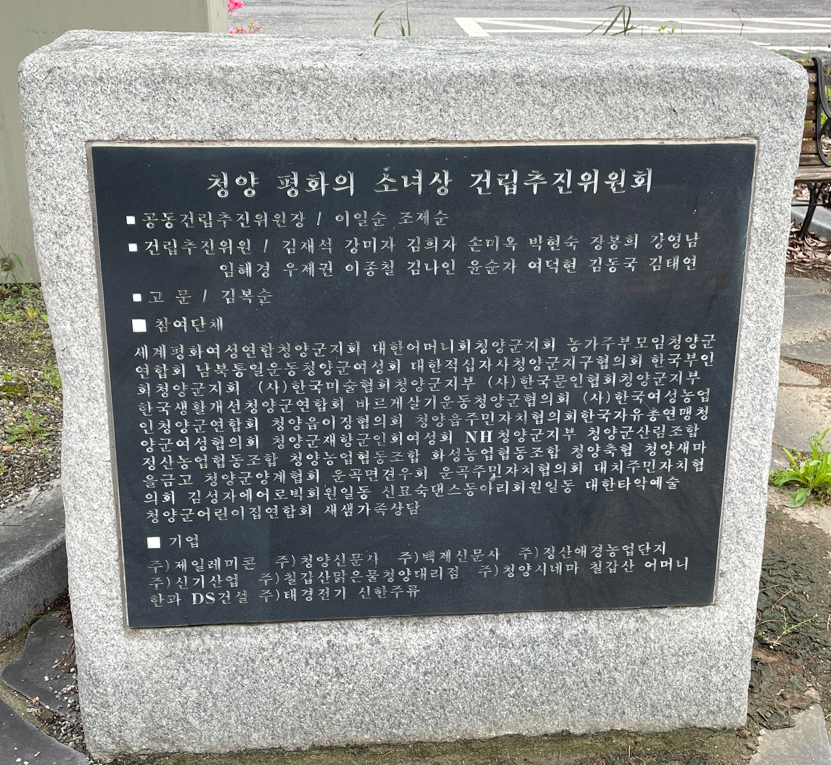 청양 평화의 소녀상 건립추진위원회
■ 공동건립추진위원장 / 이일순 조제순
■ 건립추진위원 / 김재석 강미자 김희자 손미옥 박현숙 강봉희 강영남
임혜경 우제권 이종철 김나인 윤순자 여덕현 김동국 김태연
■ 고 문 / 김복순
■ 참여단체
세계평화여성연합청양군지회 대한어머니회청양군지회 농가주부모임청양군
연합회 남북통일운동청양군여성회 대한적십자사청양군지구협의회 한국부인
회청양군지회 (사)한국미술협회청양군지부 (사)한국문인협회청양군지부
한국생활개선청양군연합회 바르게살기운동청양군협의회 (사)한국여성농업
인청양군연합회 청양읍이장협의회 청양읍주민자치협의회한국자유총연맹청
양군여성협의회 청양군재향군인회여성회 NH청양군지부 청양군산림조합
정산농업협동조합 청양농업협동조합 화성농업협동조합 청양축협 청양새마
을금고 청양군양계협회 운곡면전우회 운곡주민자치협의회 대치주민자치협
의회 김성자에어로빅회원일동 신묘숙댄스동아리회원일동 대한타악예술
청양군어린이집연합회 새샘가족상담
■ 기업
주)제일레미콘 주)청양신문사 주)백제신문사 주)정산애경농업단지
주)신기산업 주)칠갑산맑은물청양대리점 주)청양시네마 칠갑산 어머니
한과 DS건설 주)태경전기 신한주류